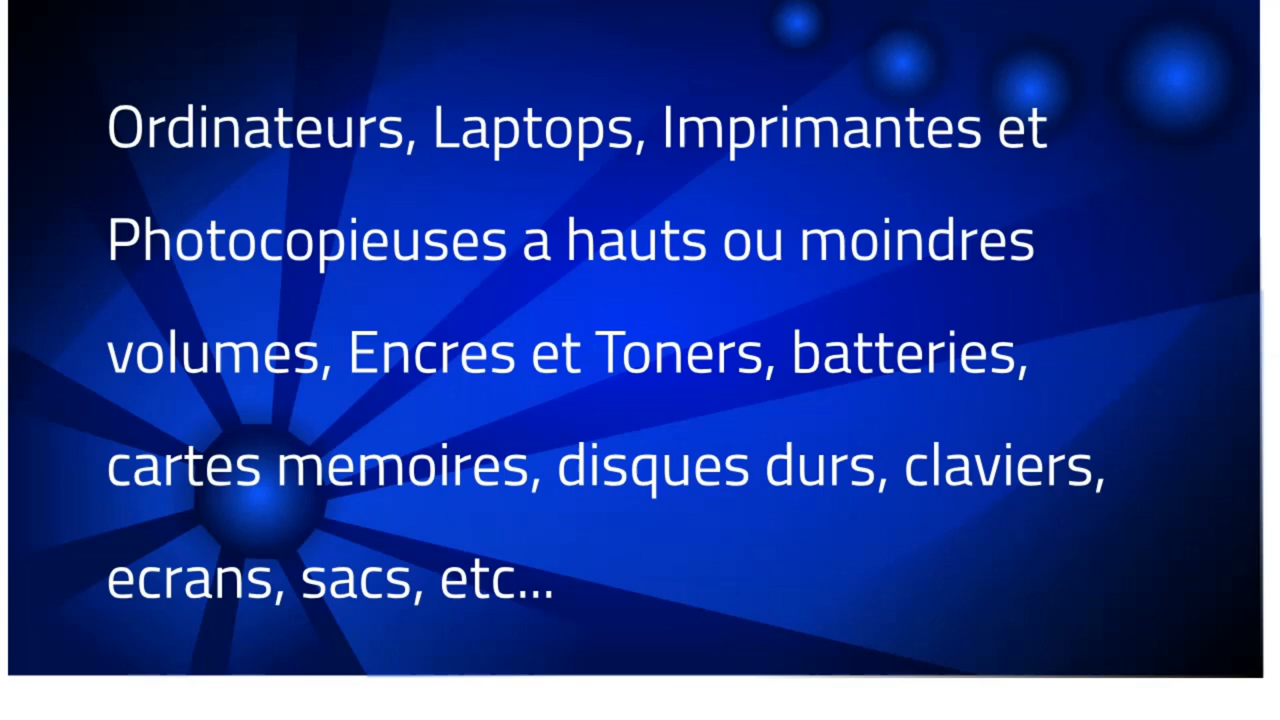 Ordinateurs, Laptops, Imprimantes et
Photocopieuses a hauts ou moindres
volumes, Encres et Toners, batteries,
cartes memoires, disques durs, claviers,
ecrans, sacs, etc...